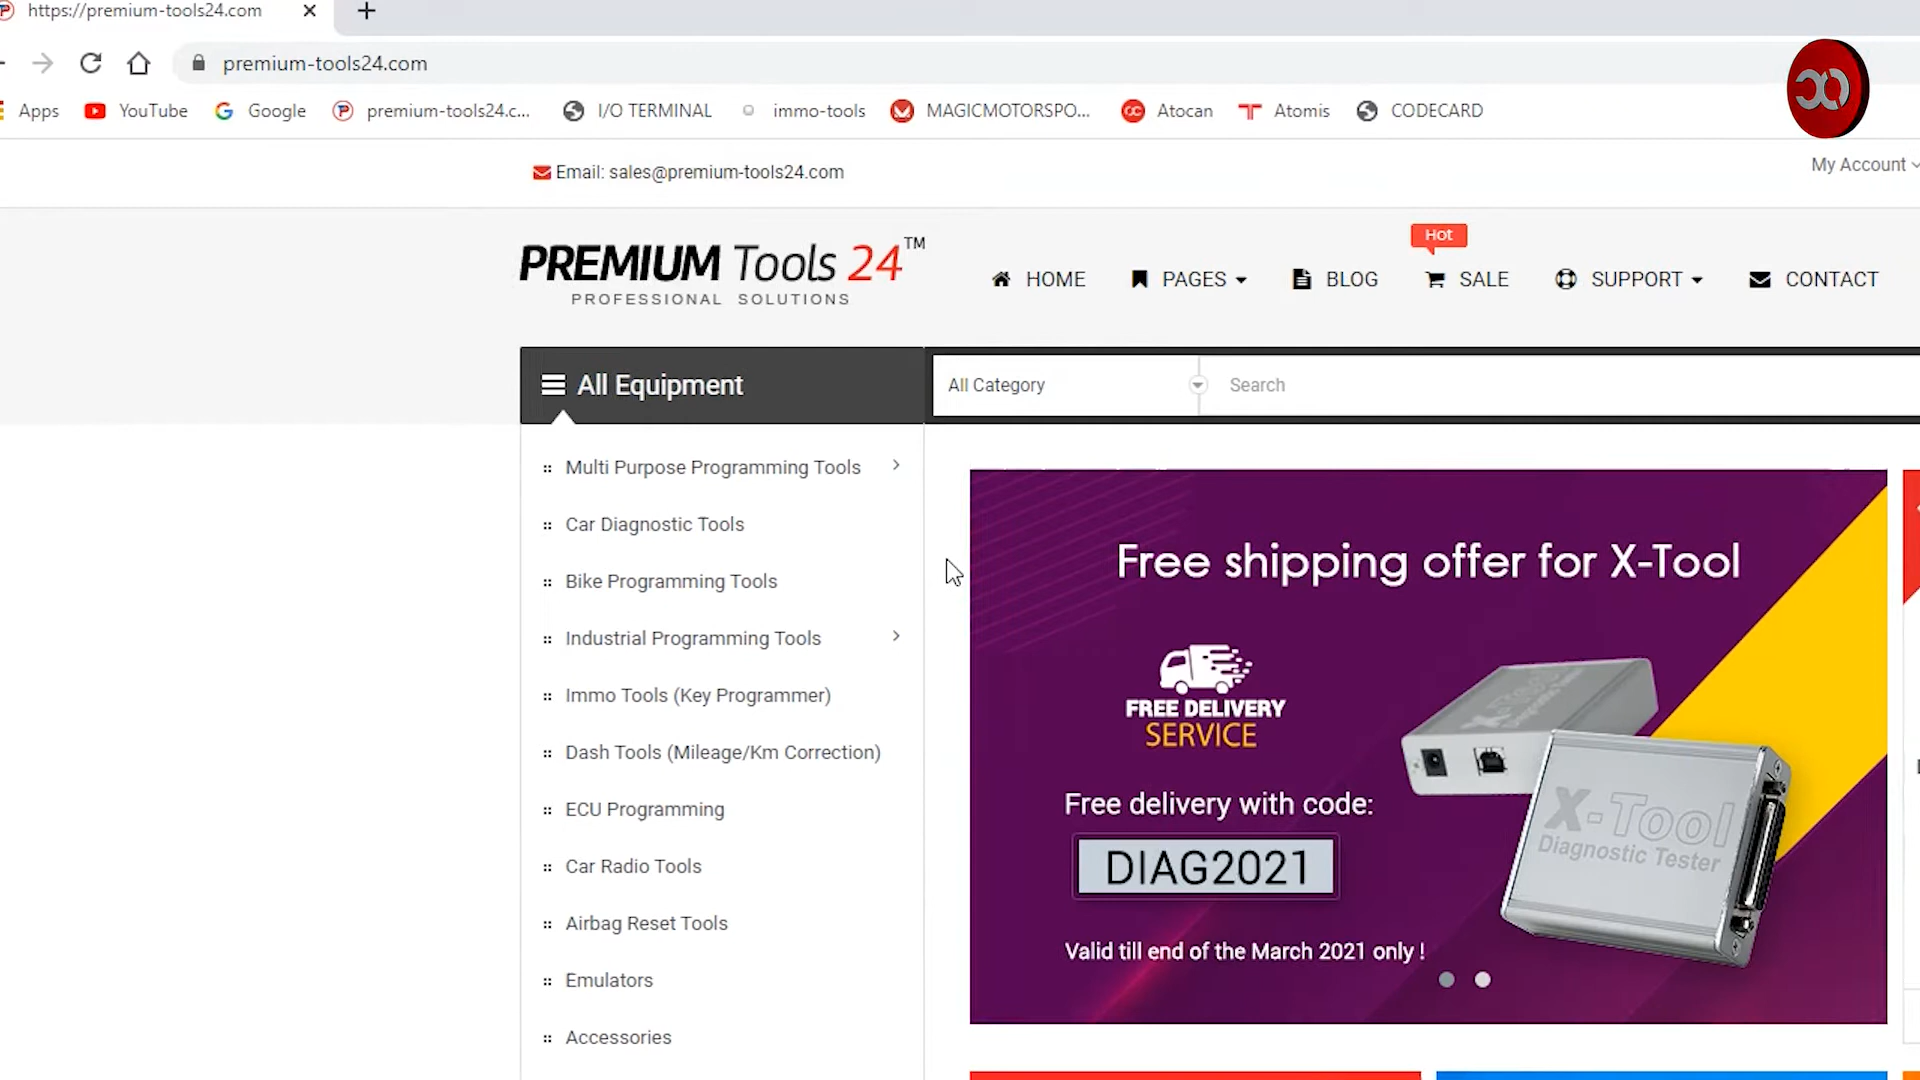 https://premium-tools24.com
premium-tools24.com
Apps
YouTube
Google
premium-tools24.c...
I/O TERMINAL
immo-tools
MAGICMOTORSPO...
Atocan
Atomis
CODECARD
Email: sales@premium-tools24.com
My Account
PREMIUM Tools 24™
PROFESSIONAL SOLUTIONS
HOME
PAGES
BLOG
Hot
SALE
SUPPORT
CONTACT
All Equipment
All Category
Search
Multi Purpose Programming Tools
Car Diagnostic Tools
Bike Programming Tools
Industrial Programming Tools
Immo Tools (Key Programmer)
Dash Tools (Mileage/Km Correction)
ECU Programming
Car Radio Tools
Airbag Reset Tools
Emulators
Accessories
Free shipping offer for X-Tool
FREE DELIVERY
SERVICE
Free delivery with code:
DIAG2021
Valid till end of the March 2021 only !
X-Tool
Diagnostic Tester